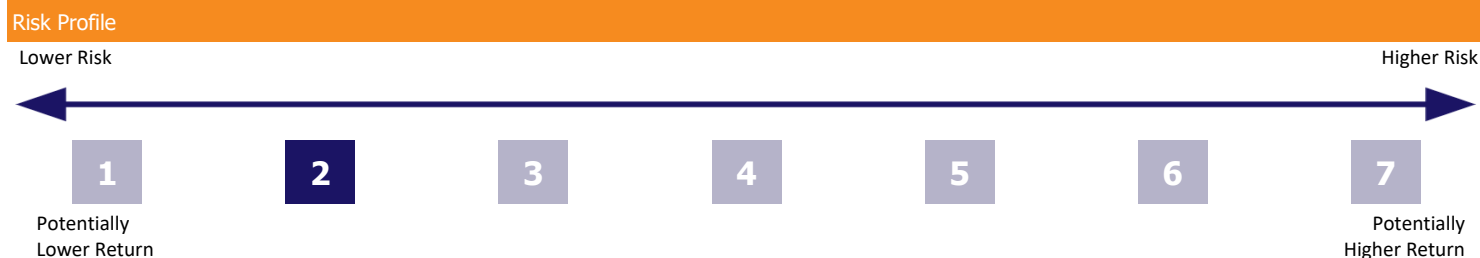 Risk Profile
Lower Risk Higher Risk
1 2 3 4 5 6 7
Potentially Potentially
Lower Return Higher Return